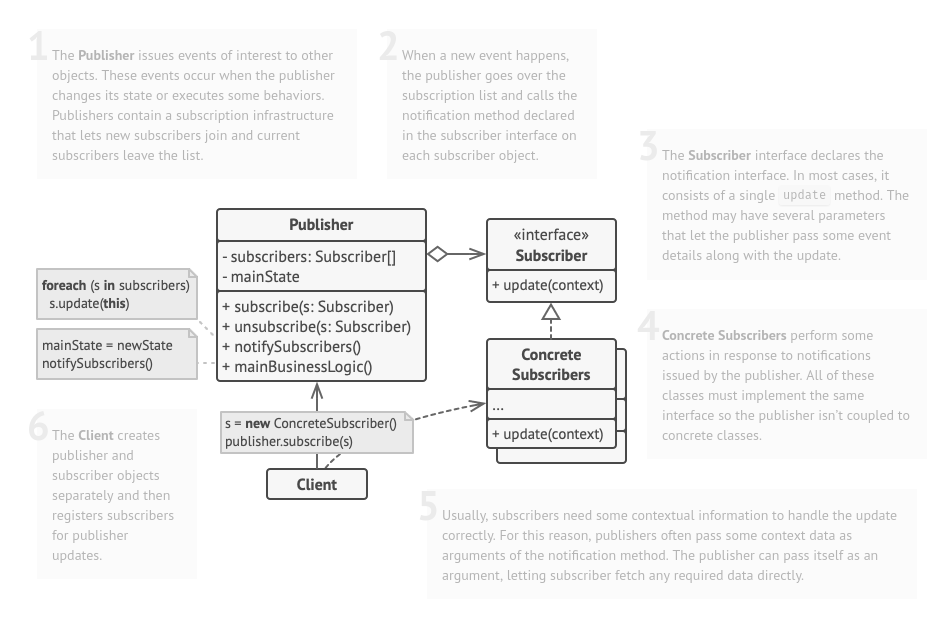 1
The Publisher issues events of interest to other
objects. These events occur when the publisher
changes its state or executes some behaviors.
Publishers contain a subscription infrastructure
that lets new subscribers join and current
subscribers leave the list.
2
When a new event happens,
the publisher goes over the
subscription list and calls the
notification method declared
in the subscriber interface on
each subscriber object.
3
The Subscriber interface declares the
notification interface. In most cases, it
consists of a single update method. The
method may have several parameters
that let the publisher pass some event
details along with the update.
Publisher
- subscribers: Subscriber[]
- mainState
+ subscribe(s: Subscriber)
+ unsubscribe(s: Subscriber)
+ notifySubscribers()
+ mainBusinessLogic()
«interface»
Subscriber
+ update(context)
foreach (s in subscribers)
s.update(this)
mainState = newState
notifySubscribers()
4
Concrete Subscribers perform some
actions in response to notifications
issued by the publisher. All of these
classes must implement the same
interface so the publisher isn't coupled to
concrete classes.
Concrete
Subscribers
...
+ update(context)
s = new ConcreteSubscriber()
publisher.subscribe(s)
Client
6
The Client creates
publisher and
subscriber objects
separately and then
registers subscribers
for publisher
updates.
5
Usually, subscribers need some contextual information to handle the update
correctly. For this reason, publishers often pass some context data as
arguments of the notification method. The publisher can pass itself as an
argument, letting subscriber fetch any required data directly.